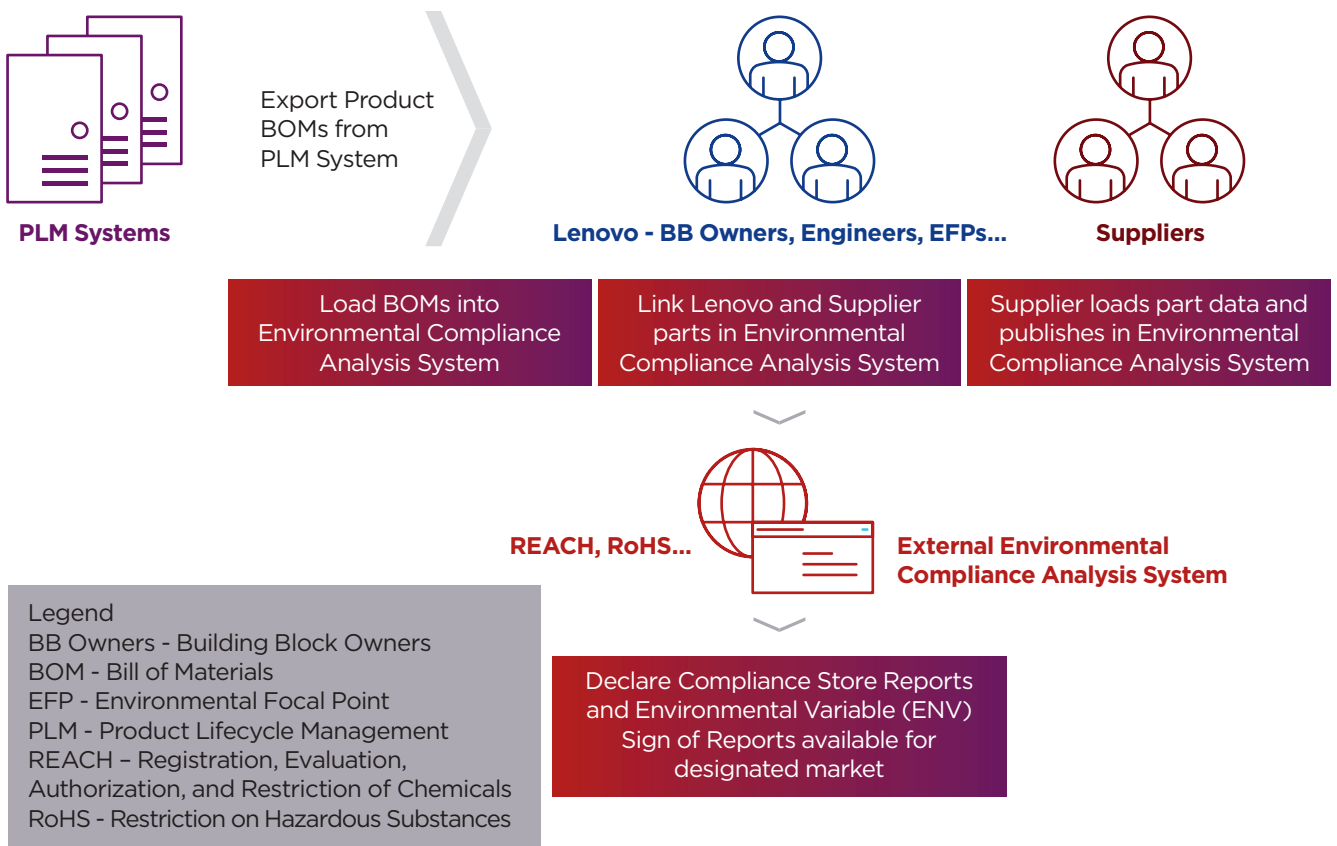 Export Product
BOMs from
PLM System
PLM Systems
Lenovo - BB Owners, Engineers, EFPs...
Suppliers
Load BOMs into
Environmental Compliance
Analysis System
Link Lenovo and Supplier
parts in Environmental
Compliance Analysis System
Supplier loads part data and
publishes in Environmental
Compliance Analysis System
REACH, RoHS...
External Environmental
Compliance Analysis System
Legend
BB Owners - Building Block Owners
BOM - Bill of Materials
EFP - Environmental Focal Point
PLM - Product Lifecycle Management
REACH – Registration, Evaluation,
Authorization, and Restriction of Chemicals
RoHS - Restriction on Hazardous Substances
Declare Compliance Store Reports
and Environmental Variable (ENV)
Sign of Reports available for
designated market